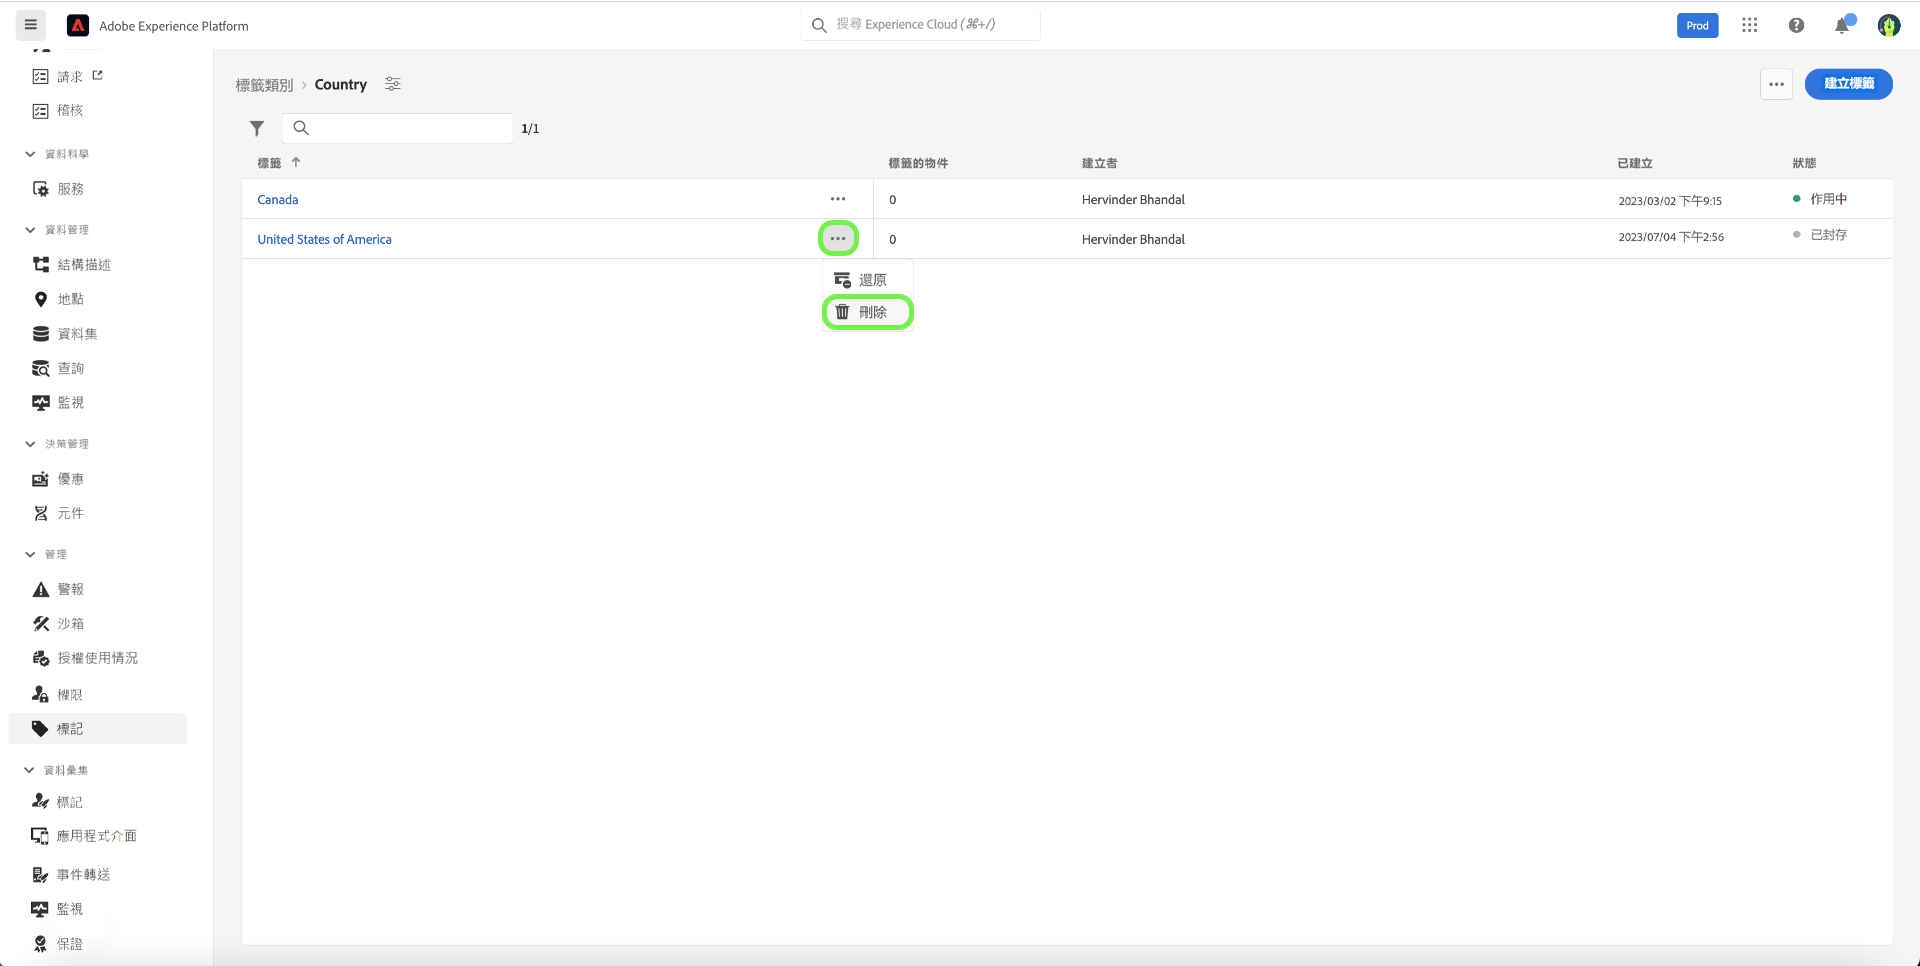 Adobe Experience Platform
搜尋 Experience Cloud (⌘+/)
Prod
請求
稽核
資料科學
服務
資料管理
結構描述
地點
資料集
查詢
監視
決策管理
優惠
元件
管理
警報
沙箱
授權使用情況
權限
標記
資料彙集
標記
應用程式介面
事件轉送
監視
保證
標籤類別 › Country
建立標籤
1/1
標籤 標籤的物件 建立者 已建立 狀態
Canada 0 Hervinder Bhandal 2023/03/02 下午9:15 作用中
United States of America 0 Hervinder Bhandal 2023/07/04 下午2:56 已封存
還原
刪除